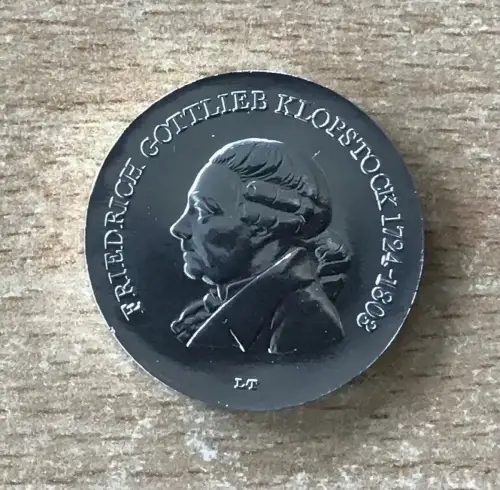 FRIEDRICH GOTTLIEB KLOPSTOCK 1724-1803
LT